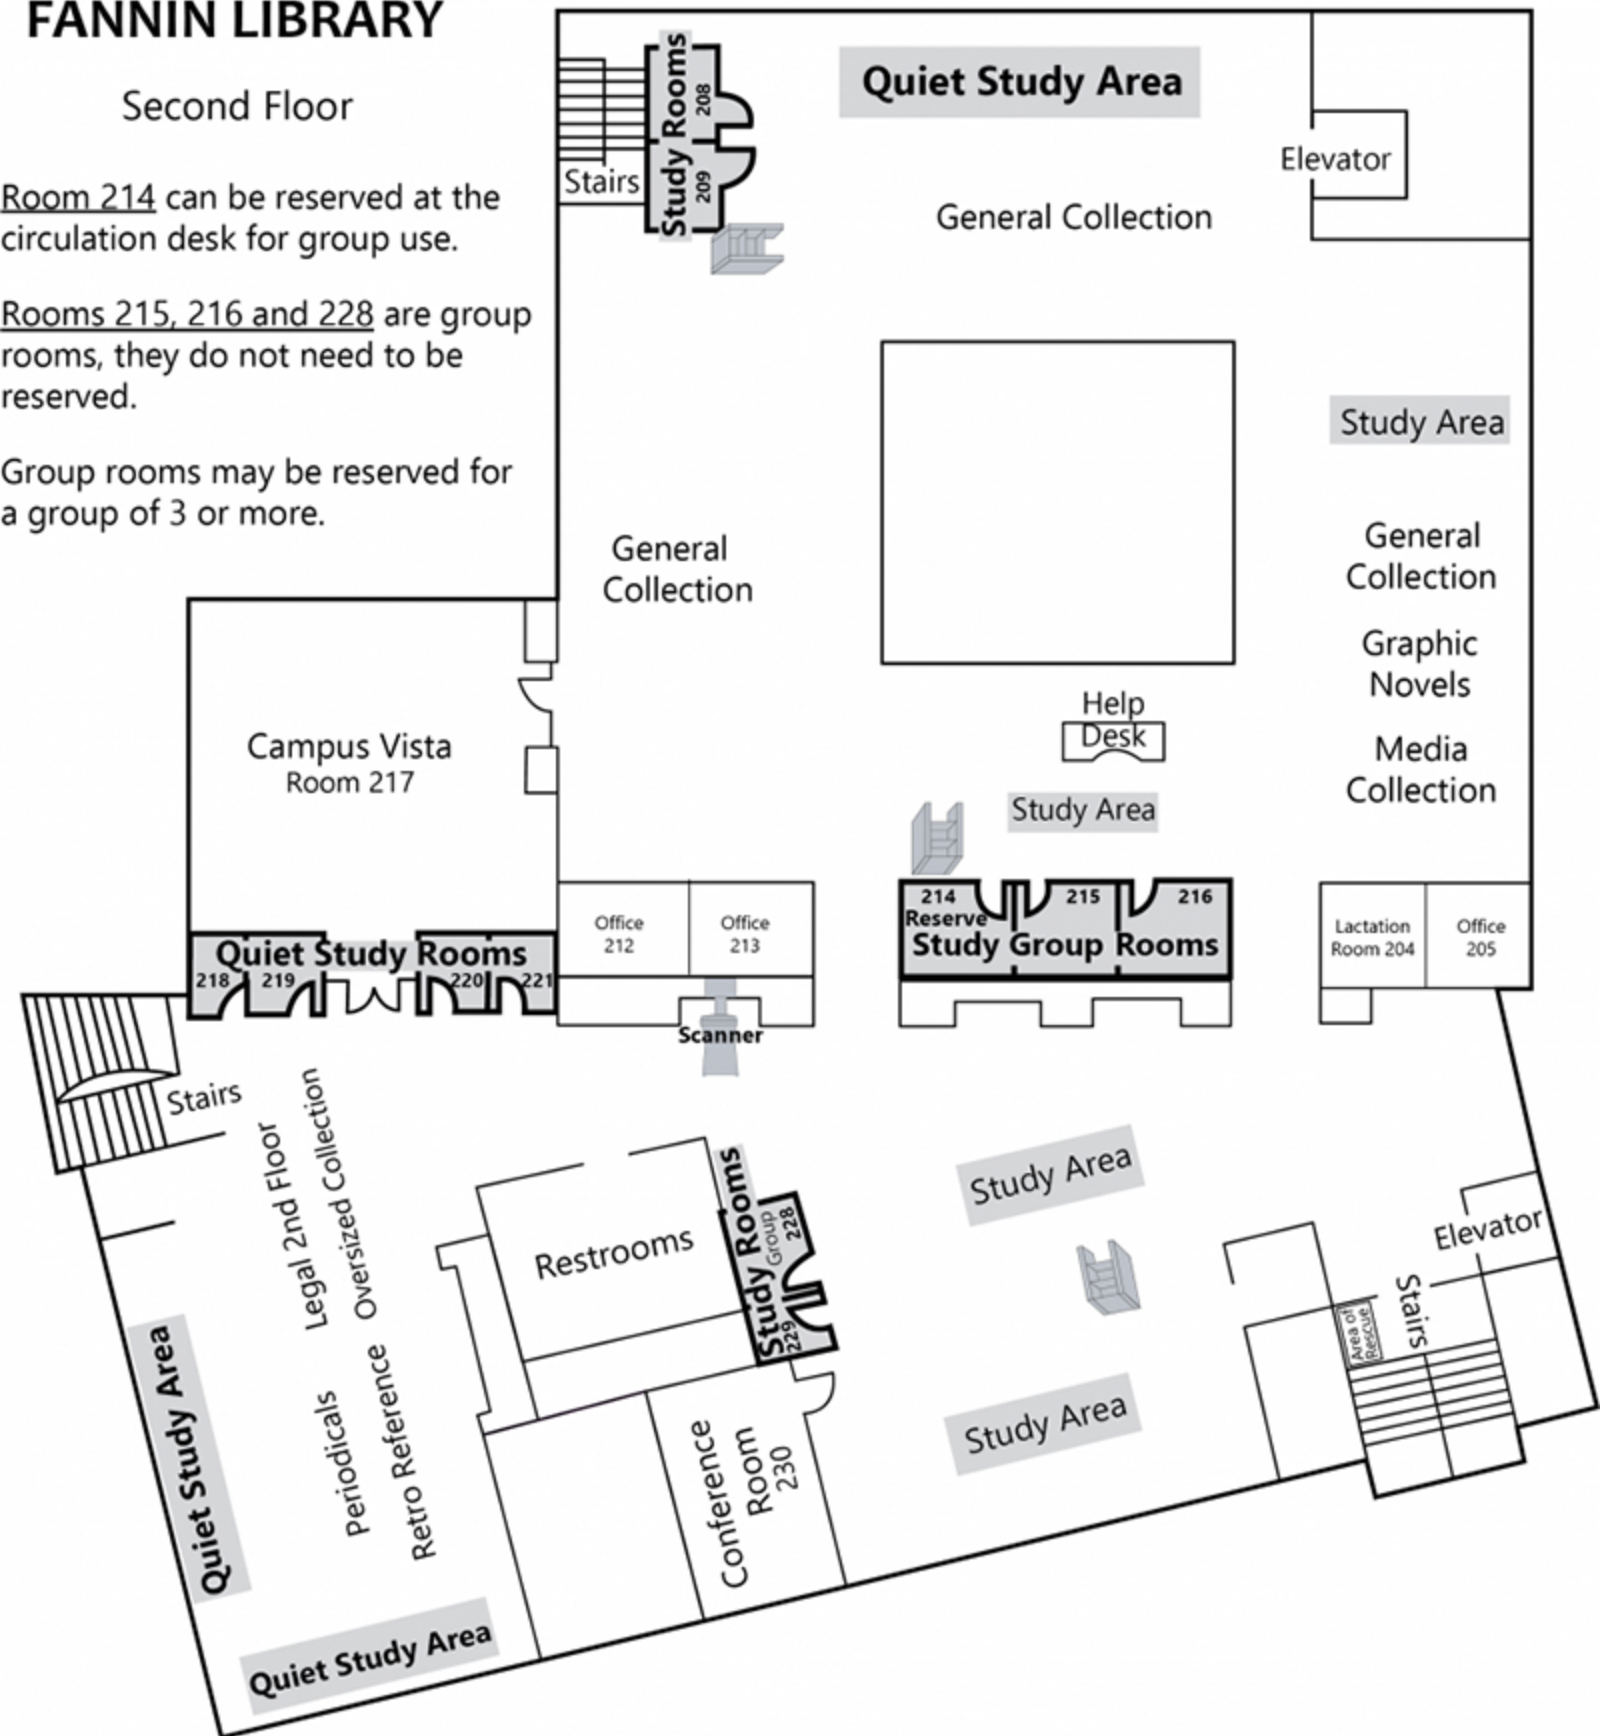 FANNIN LIBRARY
Second Floor
Room 214 can be reserved at the
circulation desk for group use.
Rooms 215, 216 and 228 are group
rooms, they do not need to be
reserved.
Group rooms may be reserved for
a group of 3 or more.
Stairs
Study Rooms
208
Study Rooms
209
Quiet Study Area
Elevator
General Collection
Study Area
General
Collection
General
Collection
Graphic
Novels
Media
Collection
Help
Desk
Study Area
Campus Vista
Room 217
Quiet Study Rooms
218
219
220
221
Office
212
Office
213
Scanner
214
Reserve
215
216
Study Group Rooms
Lactation
Room 204
Office
205
Stairs
Legal 2nd Floor
Oversized Collection
Periodicals
Retro Reference
Quiet Study Area
Quiet Study Area
Restrooms
Study Rooms
Group
228
229
Conference
Room
230
Study Area
Study Area
Elevator
Stairs
Area of
Rescue